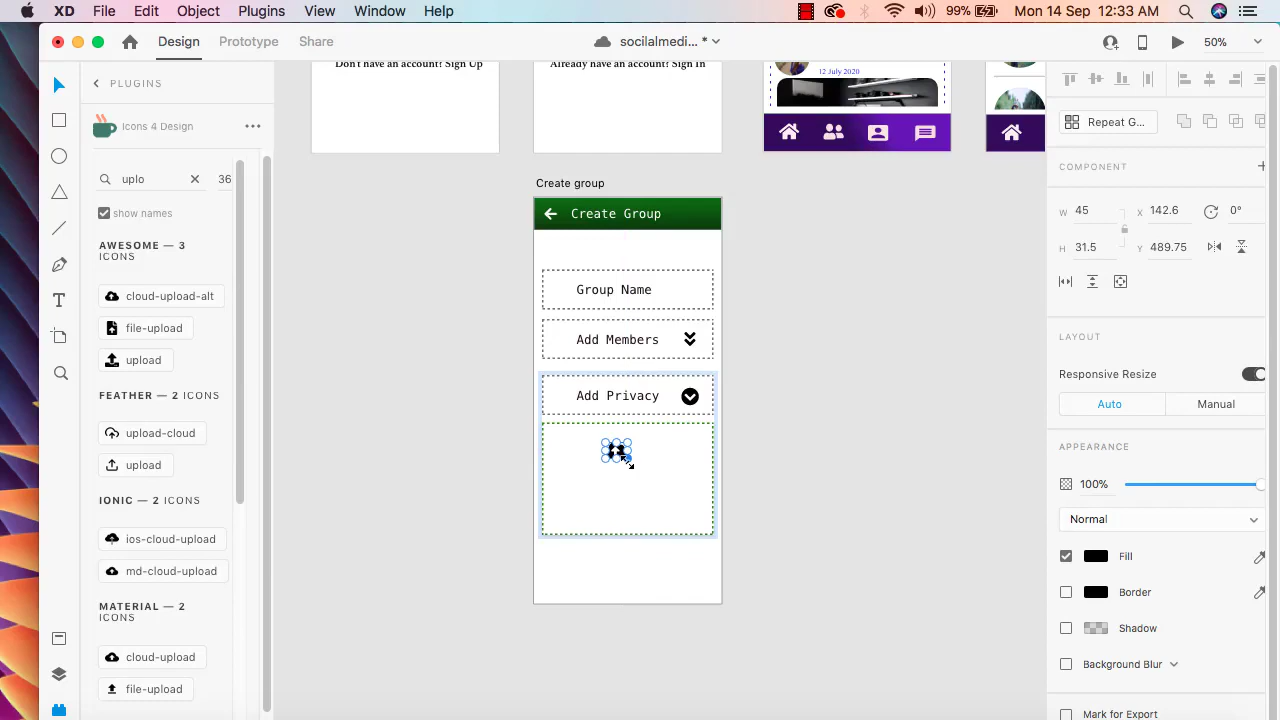 XD File Edit Object Plugins View Window Help 99% Mon 14 Sep 12:33 AM
Design Prototype Share socilalmedi... * 50%
PLUGINS
Icons 4 Design
uplo 36
show names
AWESOME — 3
ICONS
cloud-upload-alt
file-upload
upload
FEATHER — 2 ICONS
upload-cloud
upload
IONIC — 2 ICONS
ios-cloud-upload
md-cloud-upload
MATERIAL — 2
ICONS
cloud-upload
file-upload
Don't have an account? Sign Up
Already have an account? Sign In
12 July 2020
Create group
Create Group
Group Name
Add Members
Add Privacy
Repeat G...
COMPONENT
W 45 X 142.6 0°
H 31.5 Y 489.75
LAYOUT
Responsive Resize
Auto Manual
APPEARANCE
100%
Normal
Fill
Border
Shadow
Background Blur
Mark for Export